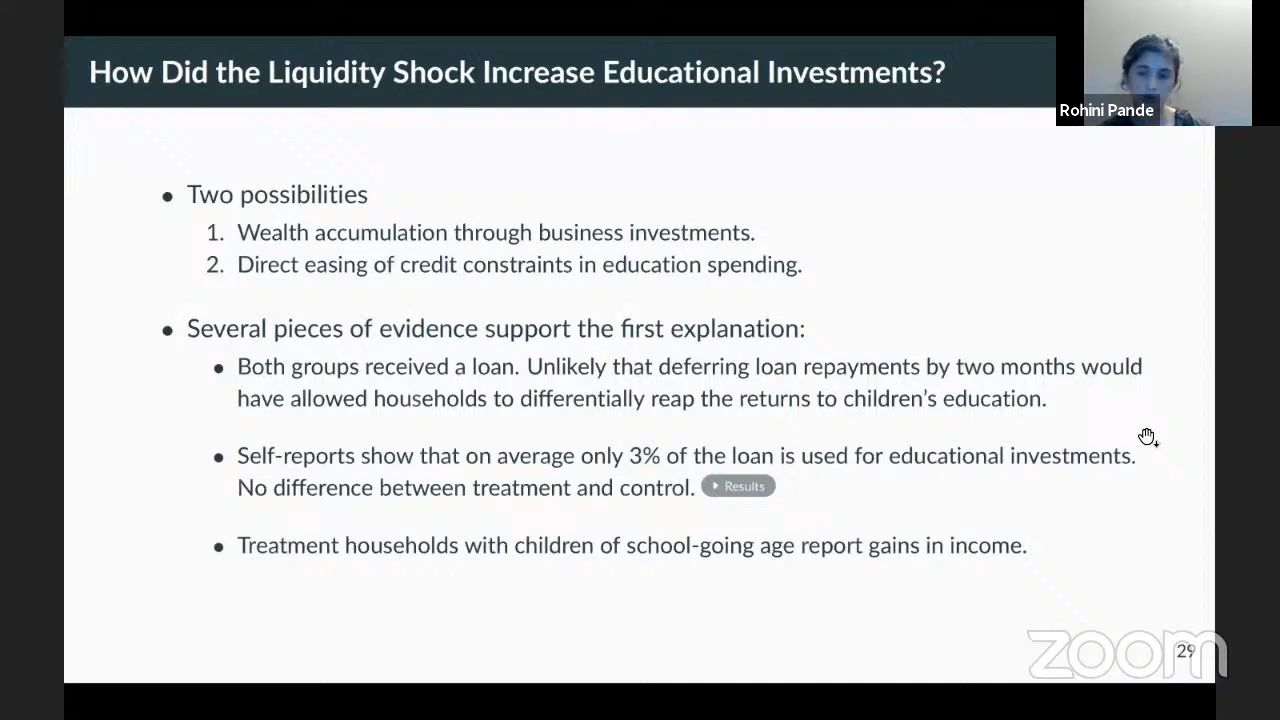 How Did the Liquidity Shock Increase Educational Investments?
Rohini Pande
• Two possibilities
1. Wealth accumulation through business investments.
2. Direct easing of credit constraints in education spending.
• Several pieces of evidence support the first explanation:
• Both groups received a loan. Unlikely that deferring loan repayments by two months would
have allowed households to differentially reap the returns to children's education.
• Self-reports show that on average only 3% of the loan is used for educational investments.
No difference between treatment and control. Results
• Treatment households with children of school-going age report gains in income.
zoom
29